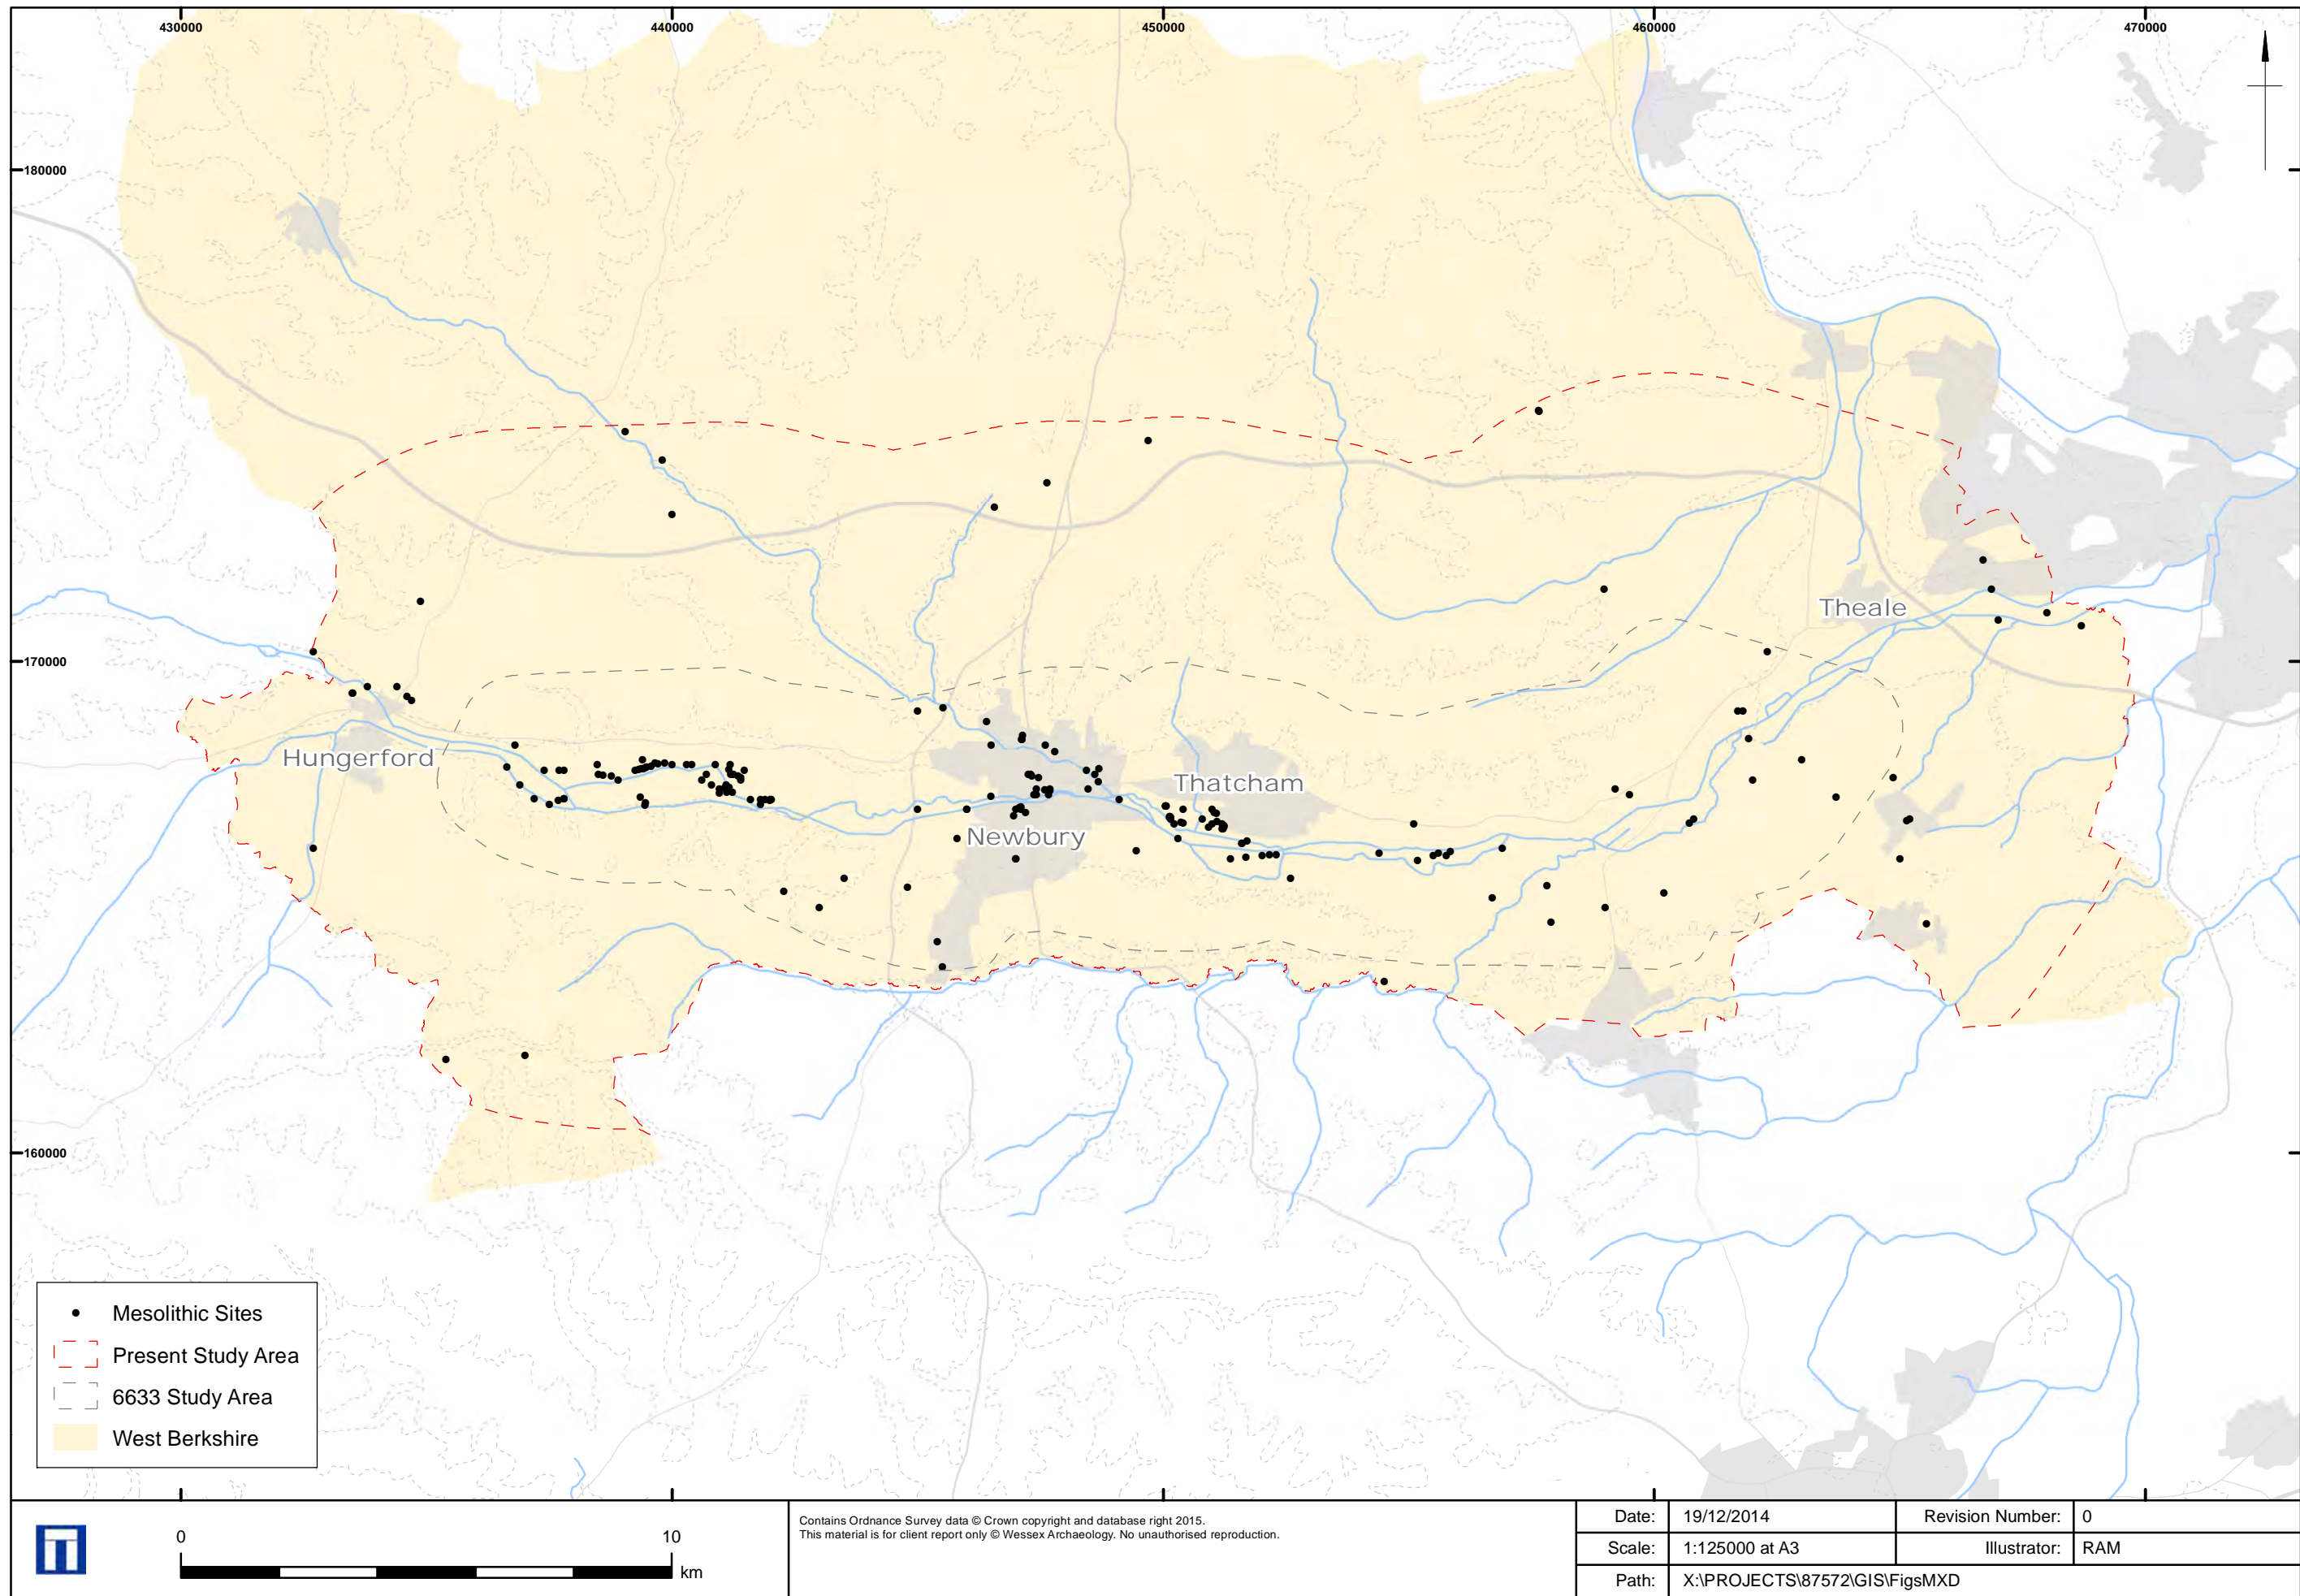 430000
440000
450000
460000
470000
180000
170000
160000
Theale
Hungerford
Thatcham
Newbury
Mesolithic Sites
Present Study Area
6633 Study Area
West Berkshire
0 10
km
Contains Ordnance Survey data © Crown copyright and database right 2015.
This material is for client report only © Wessex Archaeology. No unauthorised reproduction.
Date: 19/12/2014 Revision Number: 0
Scale: 1:125000 at A3 Illustrator: RAM
Path: X:\PROJECTS\87572\GIS\FigsMXD